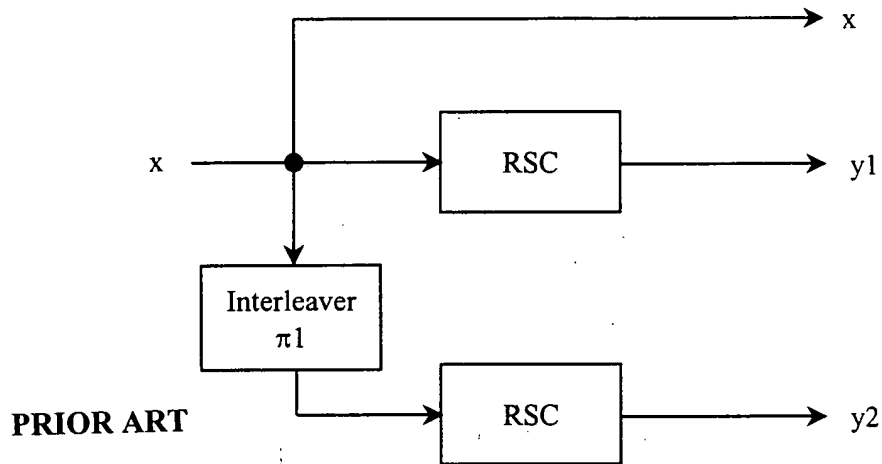 x
x
RSC
y1
Interleaver
π1
RSC
y2
PRIOR ART